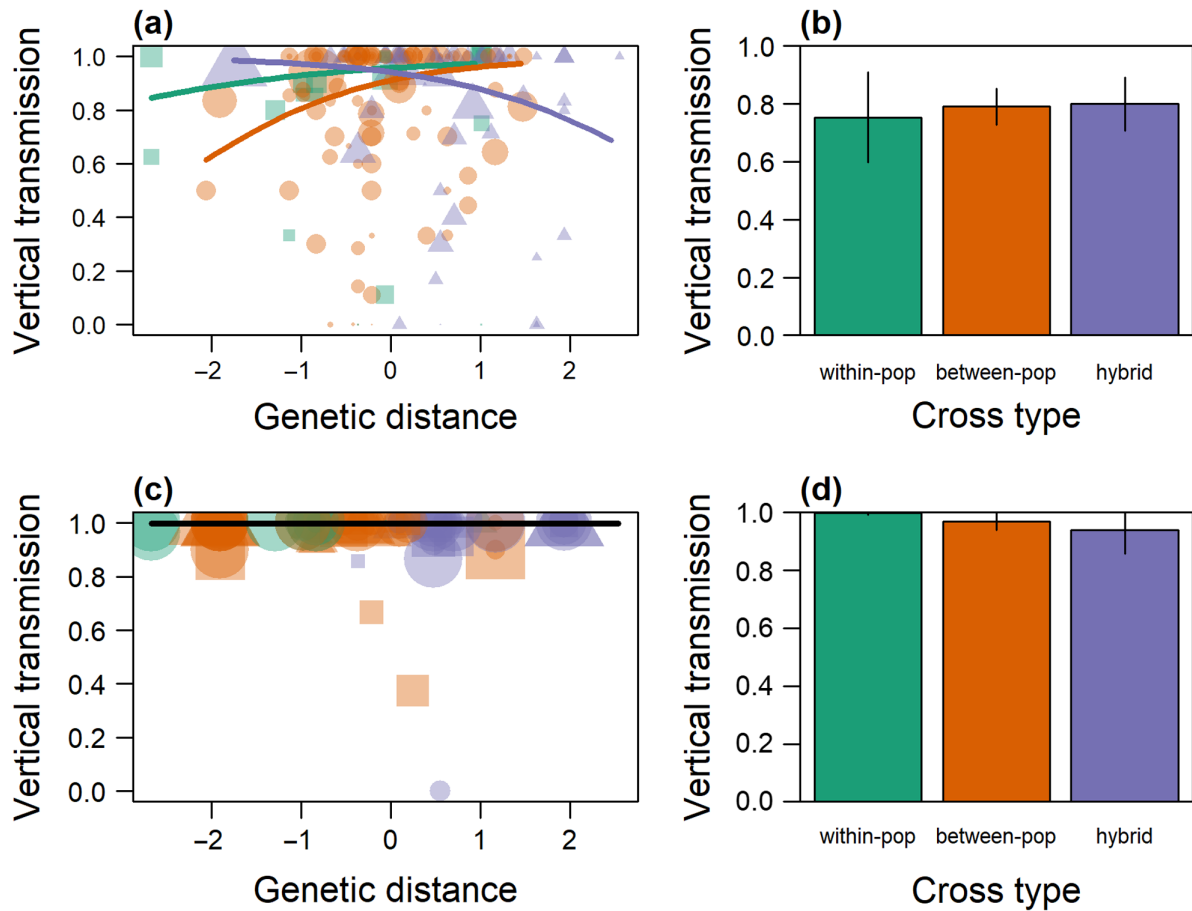 (a)
Vertical transmission
1.0
0.8
0.6
0.4
0.2
0.0
−2
−1
0
1
2
Genetic distance
(b)
Vertical transmission
1.0
0.8
0.6
0.4
0.2
0.0
within-pop
between-pop
hybrid
Cross type
(c)
Vertical transmission
1.0
0.8
0.6
0.4
0.2
0.0
−2
−1
0
1
2
Genetic distance
(d)
Vertical transmission
1.0
0.8
0.6
0.4
0.2
0.0
within-pop
between-pop
hybrid
Cross type